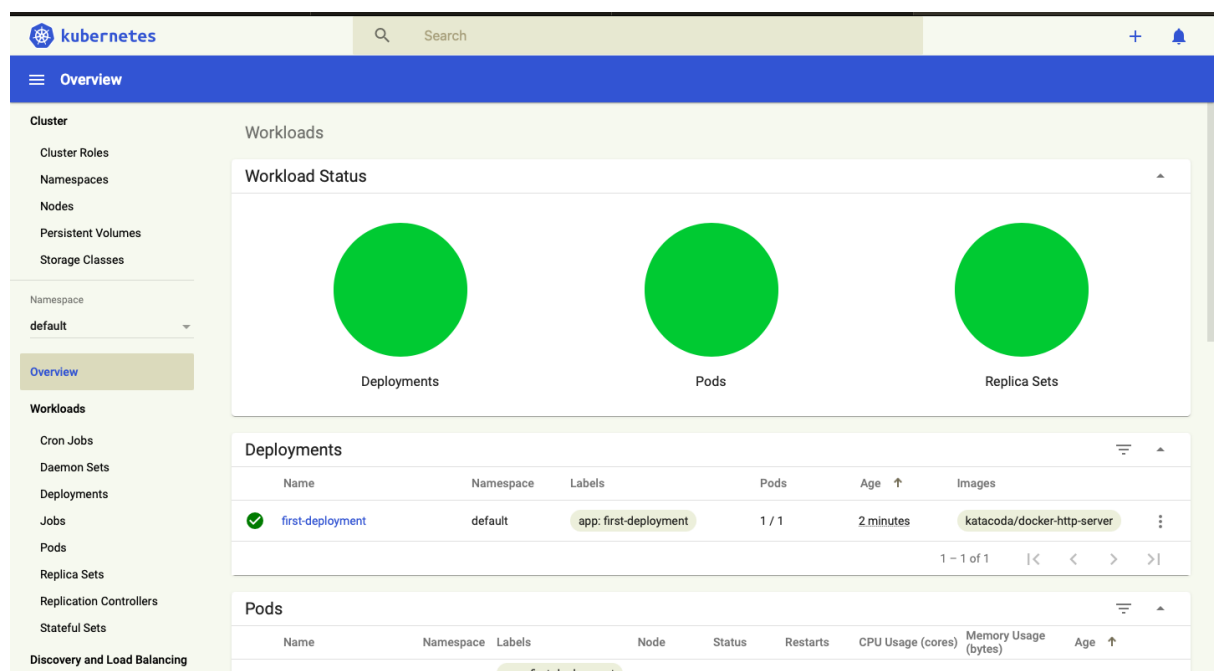 kubernetes
Search
Overview
Cluster
Cluster Roles
Namespaces
Nodes
Persistent Volumes
Storage Classes
Namespace
default
Overview
Workloads
Cron Jobs
Daemon Sets
Deployments
Jobs
Pods
Replica Sets
Replication Controllers
Stateful Sets
Discovery and Load Balancing
Workloads
Workload Status
Deployments Pods Replica Sets
Deployments
Name Namespace Labels Pods Age Images
first-deployment default app: first-deployment 1 / 1 2 minutes katacoda/docker-http-server
1 – 1 of 1
Pods
Name Namespace Labels Node Status Restarts CPU Usage (cores) Memory Usage (bytes) Age